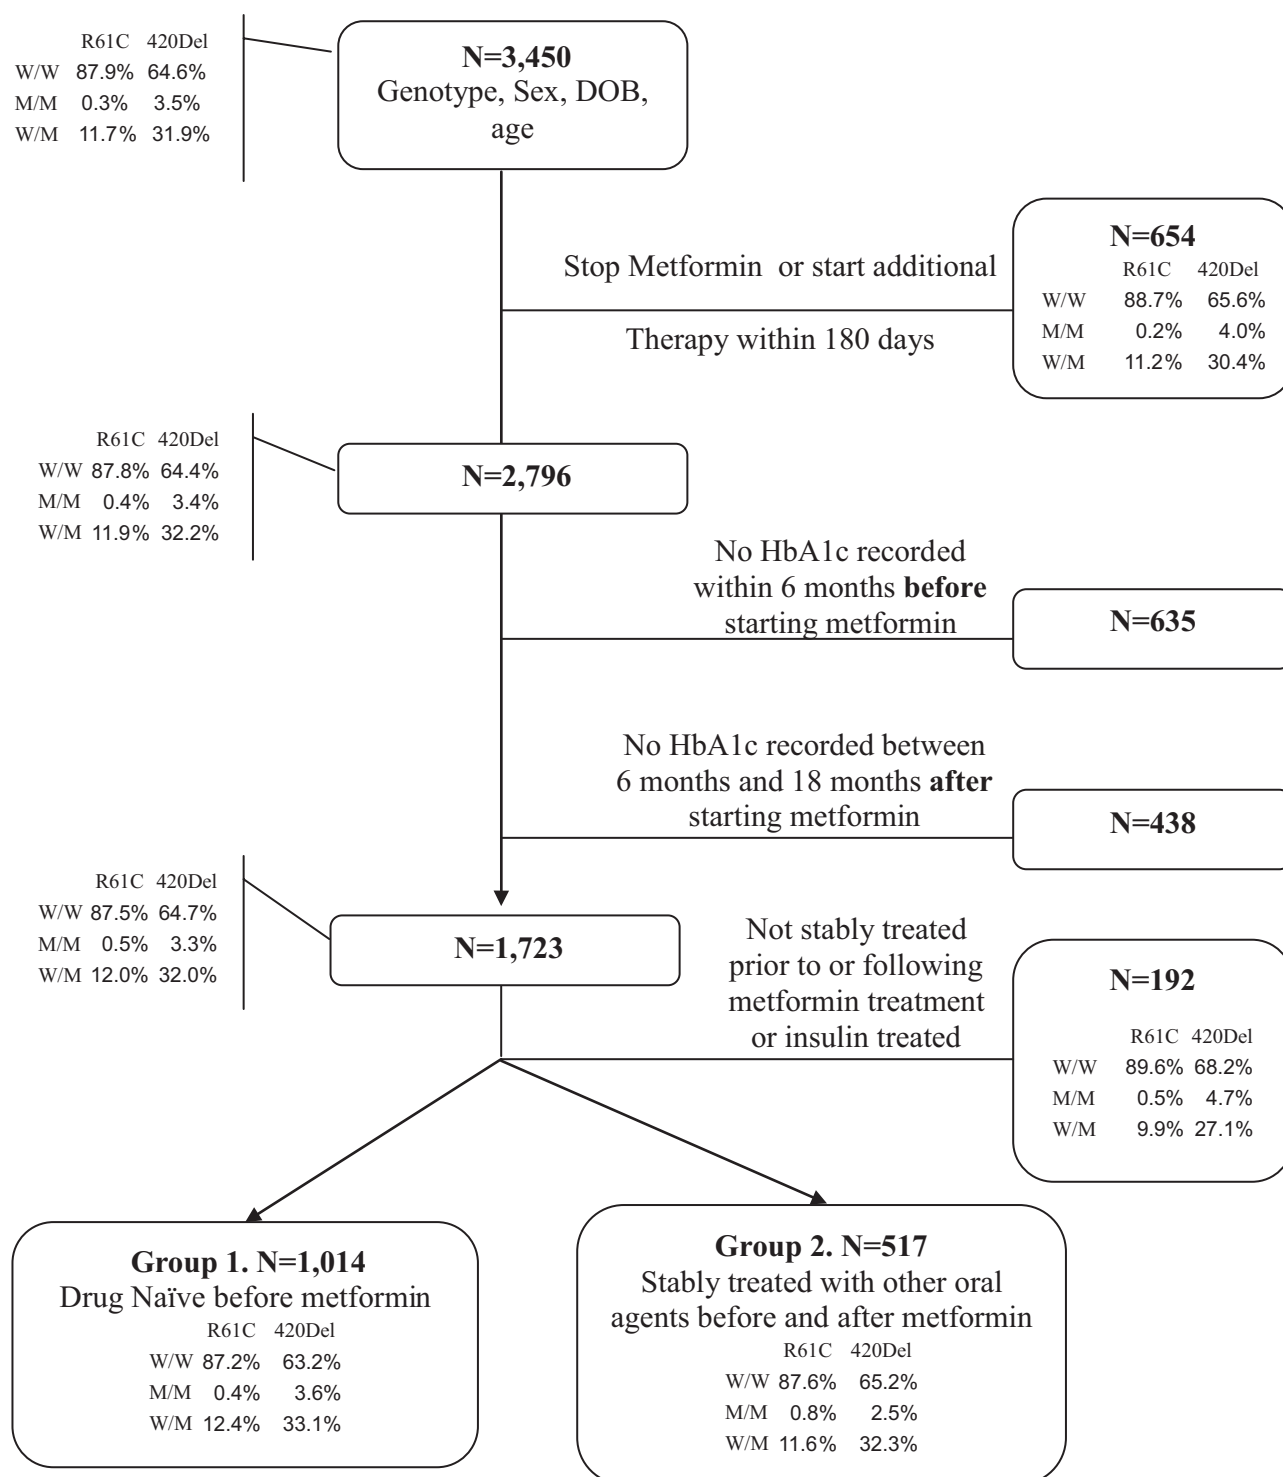 R61C 420Del
W/W 87.9% 64.6%
M/M 0.3% 3.5%
W/M 11.7% 31.9%
N=3,450
Genotype, Sex, DOB,
age
Stop Metformin or start additional
Therapy within 180 days
N=654
R61C 420Del
W/W 88.7% 65.6%
M/M 0.2% 4.0%
W/M 11.2% 30.4%
R61C 420Del
W/W 87.8% 64.4%
M/M 0.4% 3.4%
W/M 11.9% 32.2%
N=2,796
No HbA1c recorded
within 6 months before
starting metformin
N=635
No HbA1c recorded between
6 months and 18 months after
starting metformin
N=438
R61C 420Del
W/W 87.5% 64.7%
M/M 0.5% 3.3%
W/M 12.0% 32.0%
N=1,723
Not stably treated
prior to or following
metformin treatment
or insulin treated
N=192
R61C 420Del
W/W 89.6% 68.2%
M/M 0.5% 4.7%
W/M 9.9% 27.1%
Group 1. N=1,014
Drug Naïve before metformin
R61C 420Del
W/W 87.2% 63.2%
M/M 0.4% 3.6%
W/M 12.4% 33.1%
Group 2. N=517
Stably treated with other oral
agents before and after metformin
R61C 420Del
W/W 87.6% 65.2%
M/M 0.8% 2.5%
W/M 11.6% 32.3%